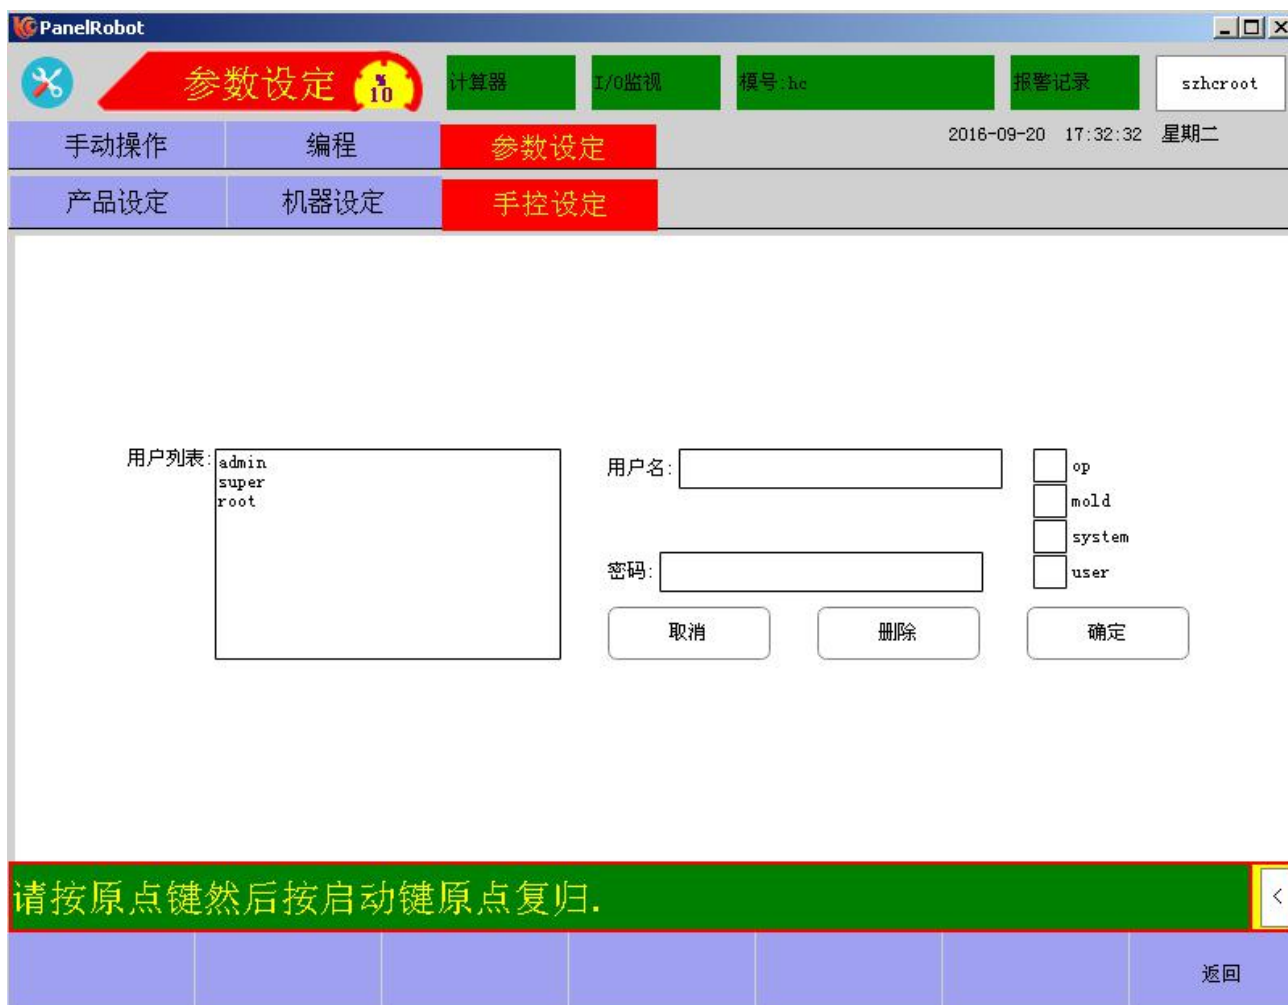 PanelRobot
参数设定 % 10 计算器 I/O监视 模号:hc 报警记录 szhcroot
手动操作 编程 参数设定 2016-09-20 17:32:32 星期二
产品设定 机器设定 手控设定
用户列表: admin
super
root
用户名: op
mold
system
密码: user
取消 删除 确定
请按原点键然后按启动键原点复归. <
返回